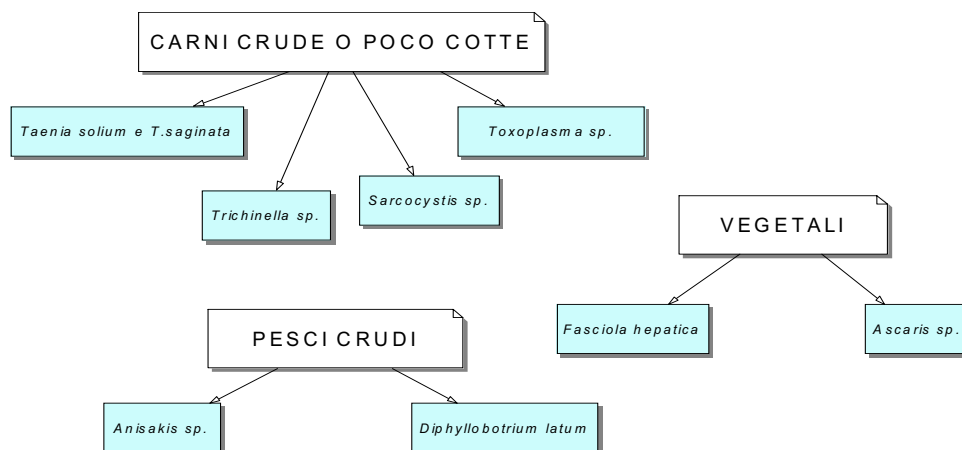 CARNI CRUDE O POCO COTTE
Taenia solium e T.saginata
Toxoplasma sp.
Trichinella sp.
Sarcocystis sp.
VEGETALI
Fasciola hepatica
Ascaris sp.
PESCI CRUDI
Anisakis sp.
Diphyllobotrium latum